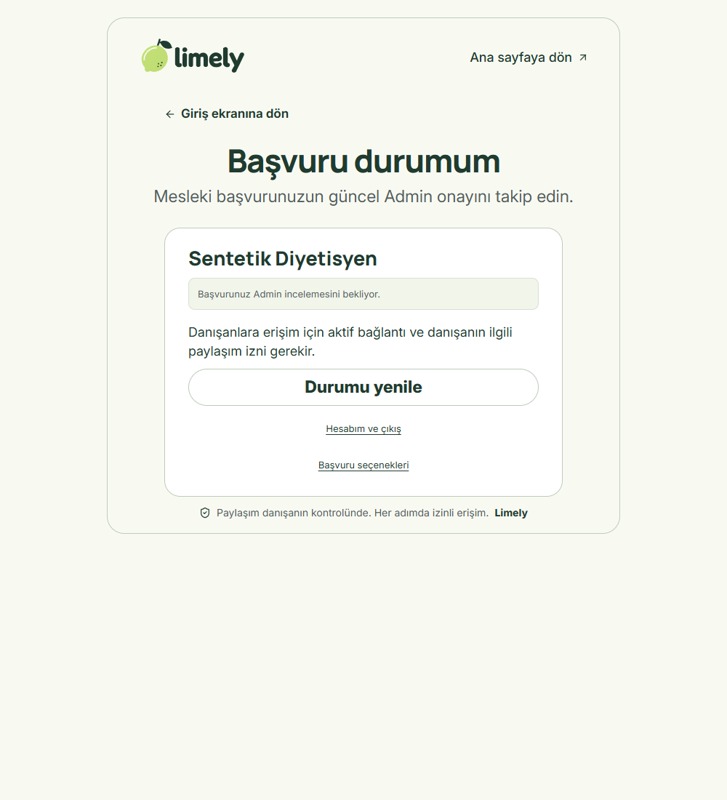 limely
Ana sayfaya dön
Giriş ekranına dön
Başvuru durumum
Mesleki başvurunuzun güncel Admin onayını takip edin.
Sentetik Diyetisyen
Başvurunuz Admin incelemesini bekliyor.
Danışanlara erişim için aktif bağlantı ve danışanın ilgili
paylaşım izni gerekir.
Durumu yenile
Hesabım ve çıkış
Başvuru seçenekleri
Paylaşım danışanın kontrolünde. Her adımda izinli erişim. Limely